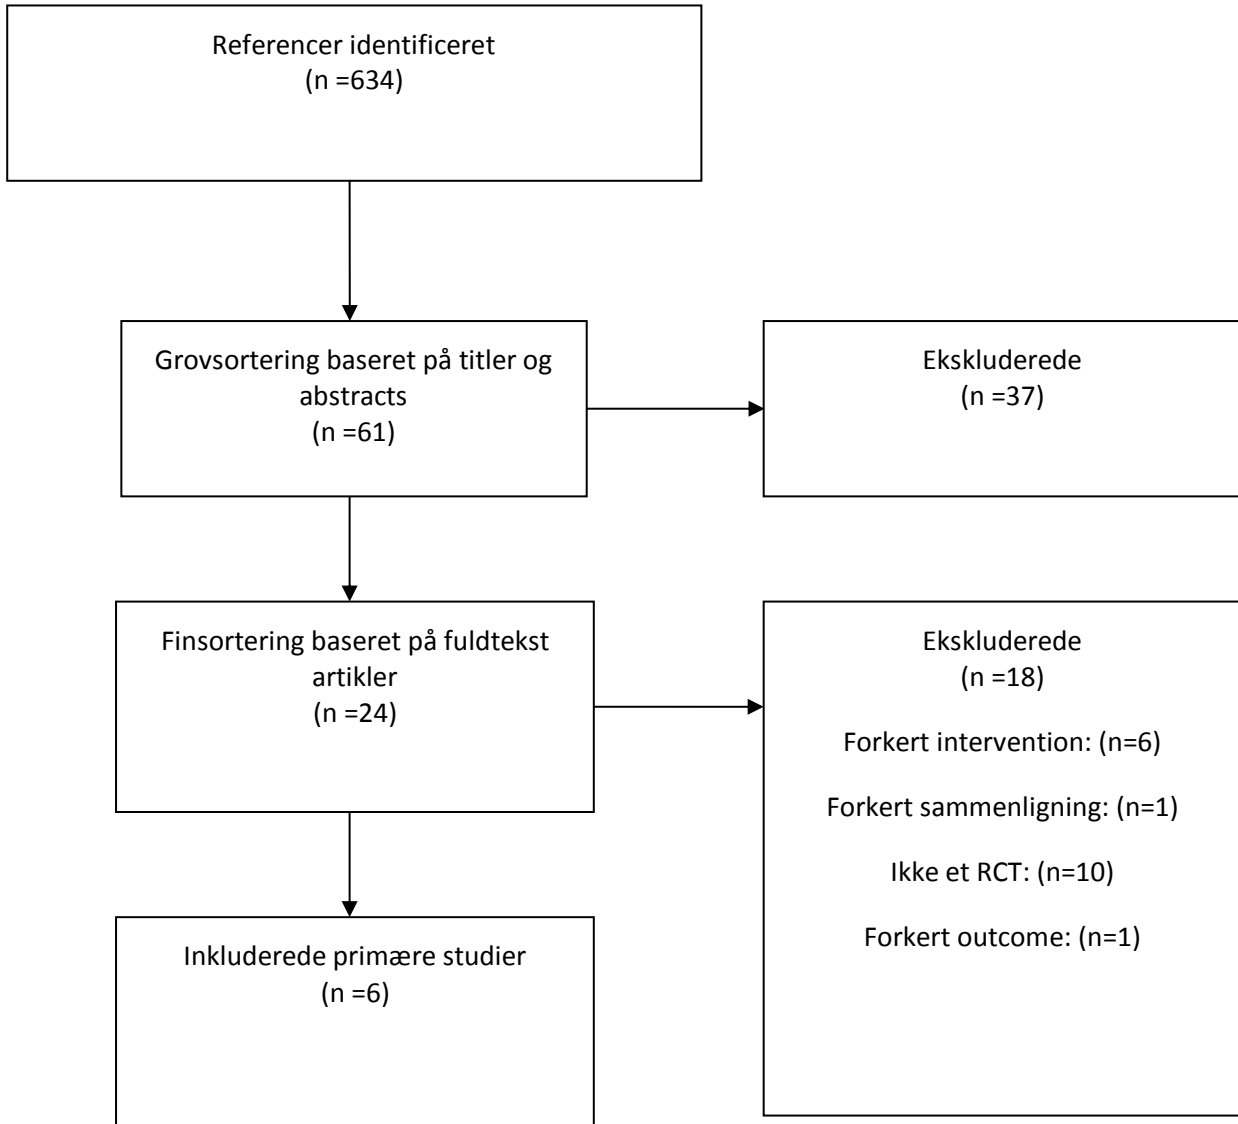 Referencer identificeret
(n =634)
Grovsortering baseret på titler og
abstracts
(n =61)
Ekskluderede
(n =37)
Finsortering baseret på fuldtekst
artikler
(n =24)
Ekskluderede
(n =18)
Forkert intervention: (n=6)
Forkert sammenligning: (n=1)
Ikke et RCT: (n=10)
Forkert outcome: (n=1)
Inkluderede primære studier
(n =6)